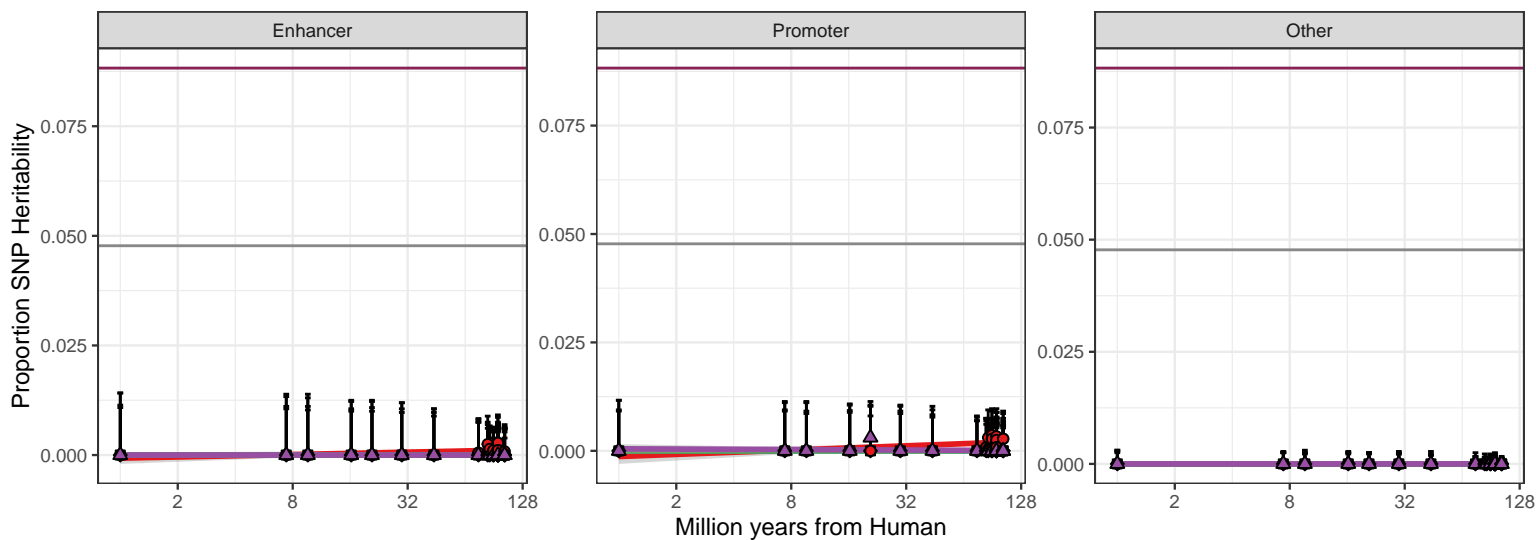 Enhancer
Promoter
Other
Proportion SNP Heritability
0.075
0.050
0.025
0.000
0.075
0.050
0.025
0.000
0.075
0.050
0.025
0.000
2 8 32 128
2 8 32 128
2 8 32 128
Million years from Human